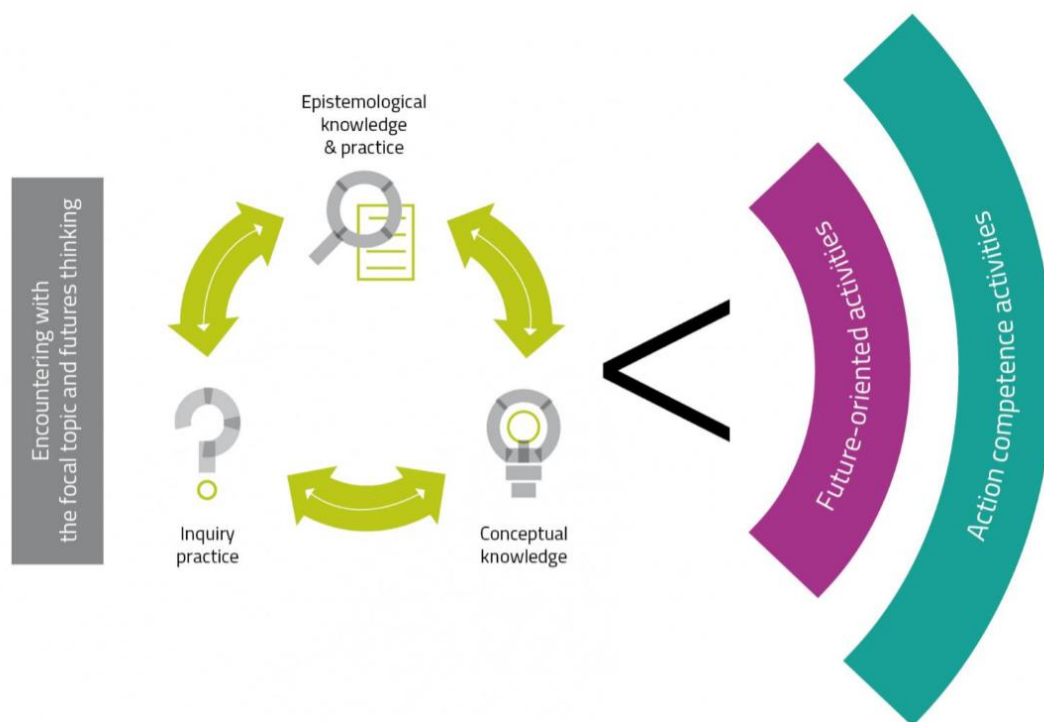 Encountering with
the focal topic and futures thinking
Epistemological
knowledge
& practice
Inquiry
practice
Conceptual
knowledge
Future-oriented activities
Action competence activities